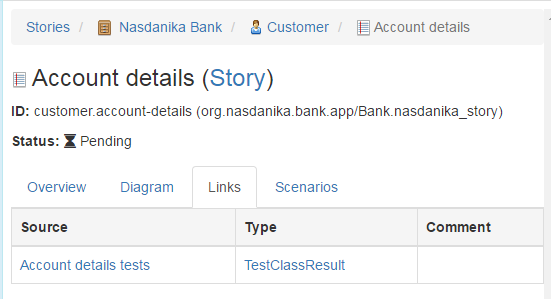 Stories / Nasdanika Bank / Customer / Account details
Account details (Story)
ID: customer.account-details (org.nasdanika.bank.app/Bank.nasdanika_story)
Status: Pending
Overview Diagram Links Scenarios
Source Type Comment
Account details tests TestClassResult